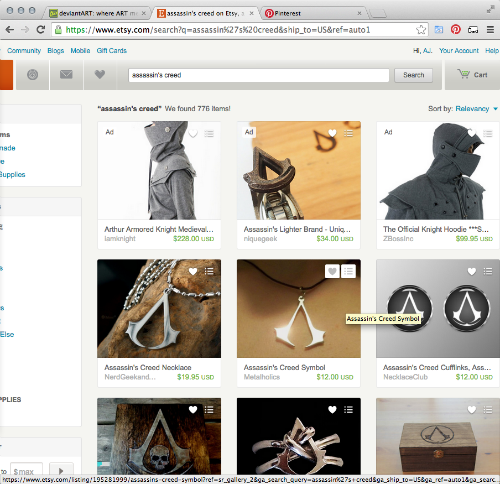 deviantART: where ART m
assassin's creed on Etsy, a
Pinterest
https://www.etsy.com/search?q=assassin%27s%20creed&ship_to=US&ref=auto1
Community Blogs Mobile Gift Cards
Hi, AJ. Your Account Help
assassin's creed
Search
Cart
"assassin's creed" We found 776 items!
Sort by: Relevancy
ms
made
e
Supplies
Ad
Ad
Ad
Arthur Armored Knight Medieval...
iamknight $228.00 USD
Assassin's Lighter Brand - Uniq...
niquegeek $34.00 USD
The Official Knight Hoodie ***S...
ZBossInc $99.95 USD
Else
Assassin's Creed Symbol
Assassin's Creed Necklace
NerdGeekand... $19.95 USD
Assassin's Creed Symbol
Metalholics $12.00 USD
Assassin's Creed Cufflinks, Ass...
NecklaceClub $12.00 USD
PPLIES
to $ max
https://www.etsy.com/listing/195281999/assassins-creed-symbol?ref=sr_gallery_2&ga_search_query=assassin%27s+creed&ga_ship_to=US&ga_ref=auto1&ga_searc